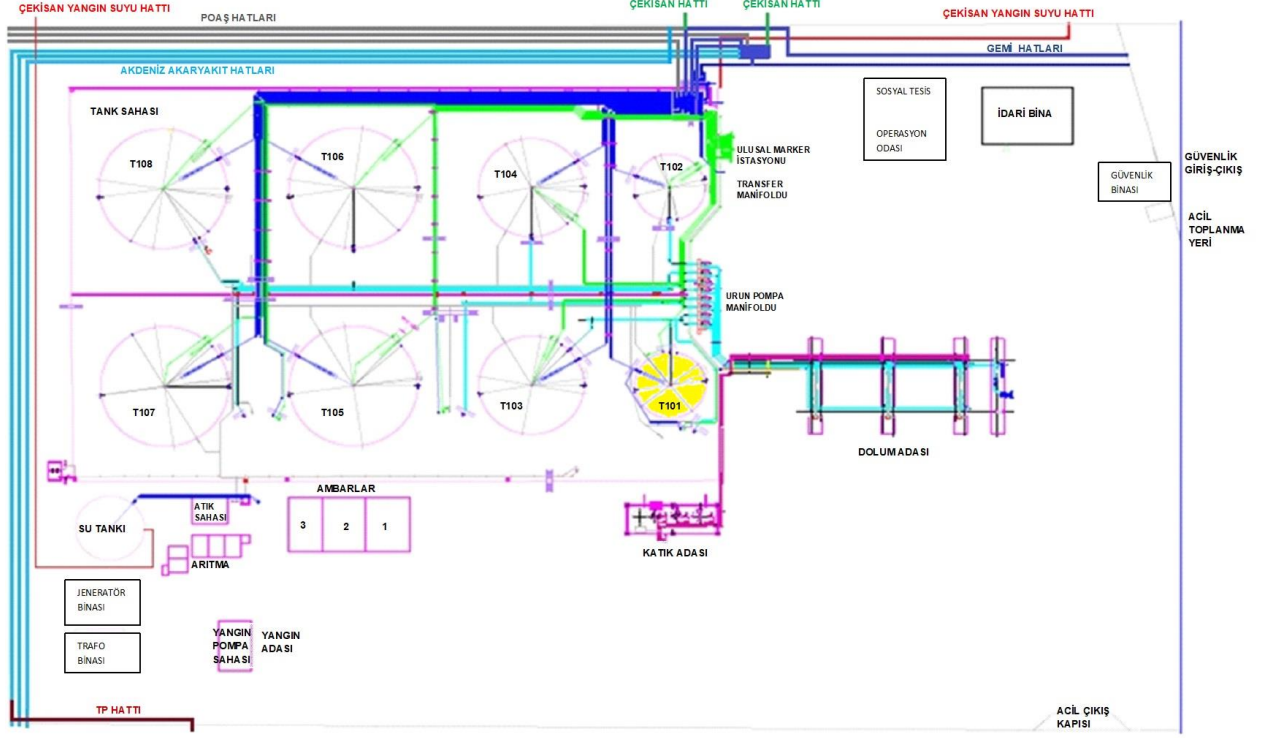 ÇEKİSAN YANGIN SUYU HATTI
POAŞ HATLARI
ÇEKİSAN HATTI
ÇEKİSAN HATTI
ÇEKİSAN YANGIN SUYU HATTI
GEMİ HATLARI
AKDENİZ AKARYAKIT HATLARI
TANK SAHASI
SOSYAL TESİS
OPERASYON
ODASI
İDARİ BİNA
T108
T106
T104
T102
ULUSAL MARKER
İSTASYONU
TRANSFER
MANİFOLDU
GÜVENLİK
BİNASI
GÜVENLİK
GİRİŞ-ÇIKIŞ
ACİL
TOPLANMA
YERİ
URUN POMPA
MANİFOLDU
T107
T105
T103
T101
DOLUM ADASI
AMBARLAR
3
2
1
ATIK
SAHASI
SU TANKI
ARITMA
KATIK ADASI
JENERATÖR
BİNASI
TRAFO
BİNASI
YANGIN
POMPA
SAHASI
YANGIN
ADASI
TP HATTI
ACİL ÇIKIŞ
KAPISI